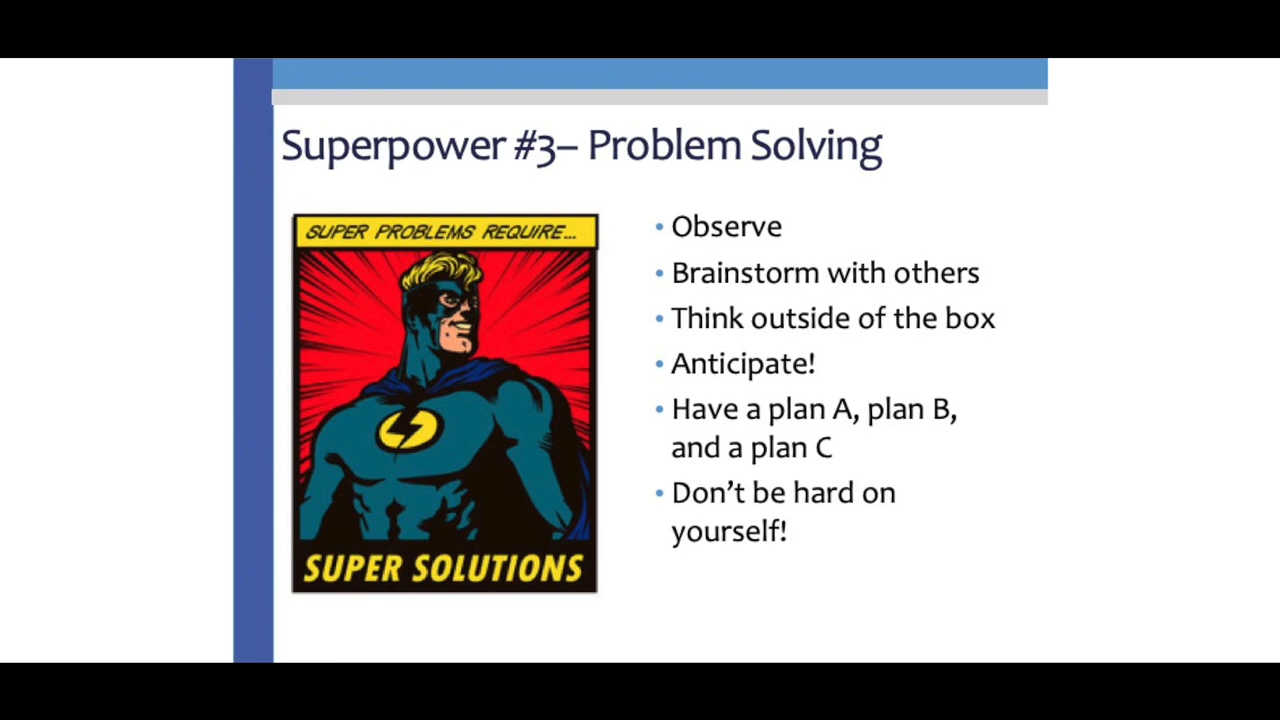 Superpower #3– Problem Solving
SUPER PROBLEMS REQUIRE...
SUPER SOLUTIONS
• Observe
• Brainstorm with others
• Think outside of the box
• Anticipate!
• Have a plan A, plan B,
and a plan C
• Don’t be hard on
yourself!